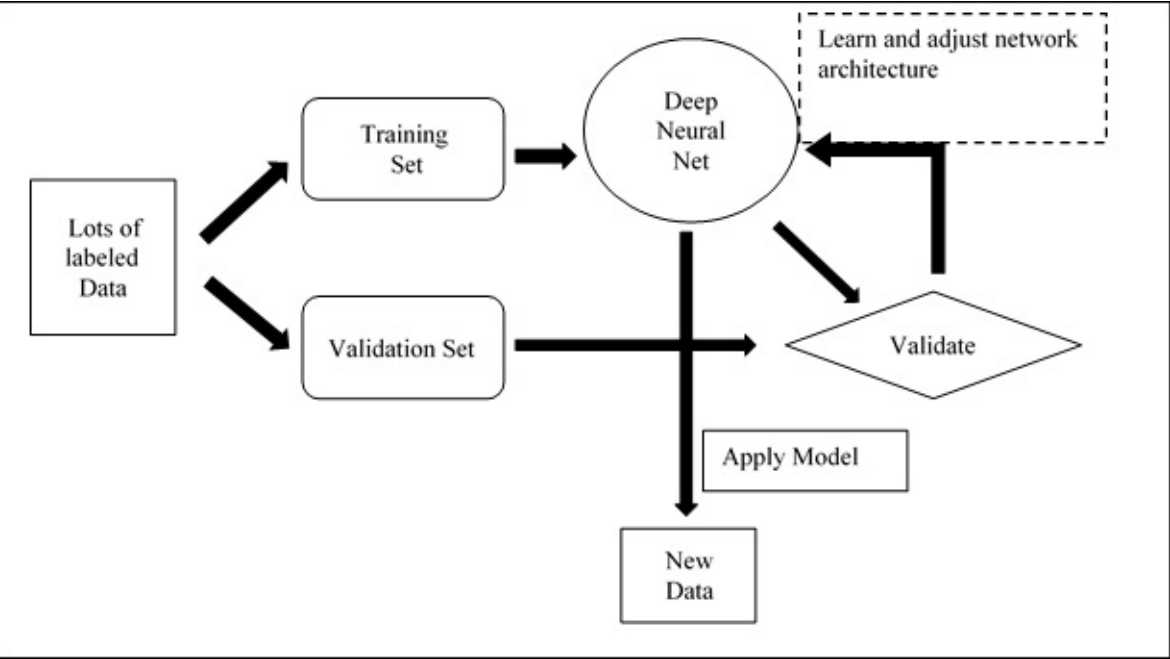 Learn and adjust network
architecture
Deep
Neural
Net
Training
Set
Lots of
labeled
Data
Validation Set
Validate
Apply Model
New
Data